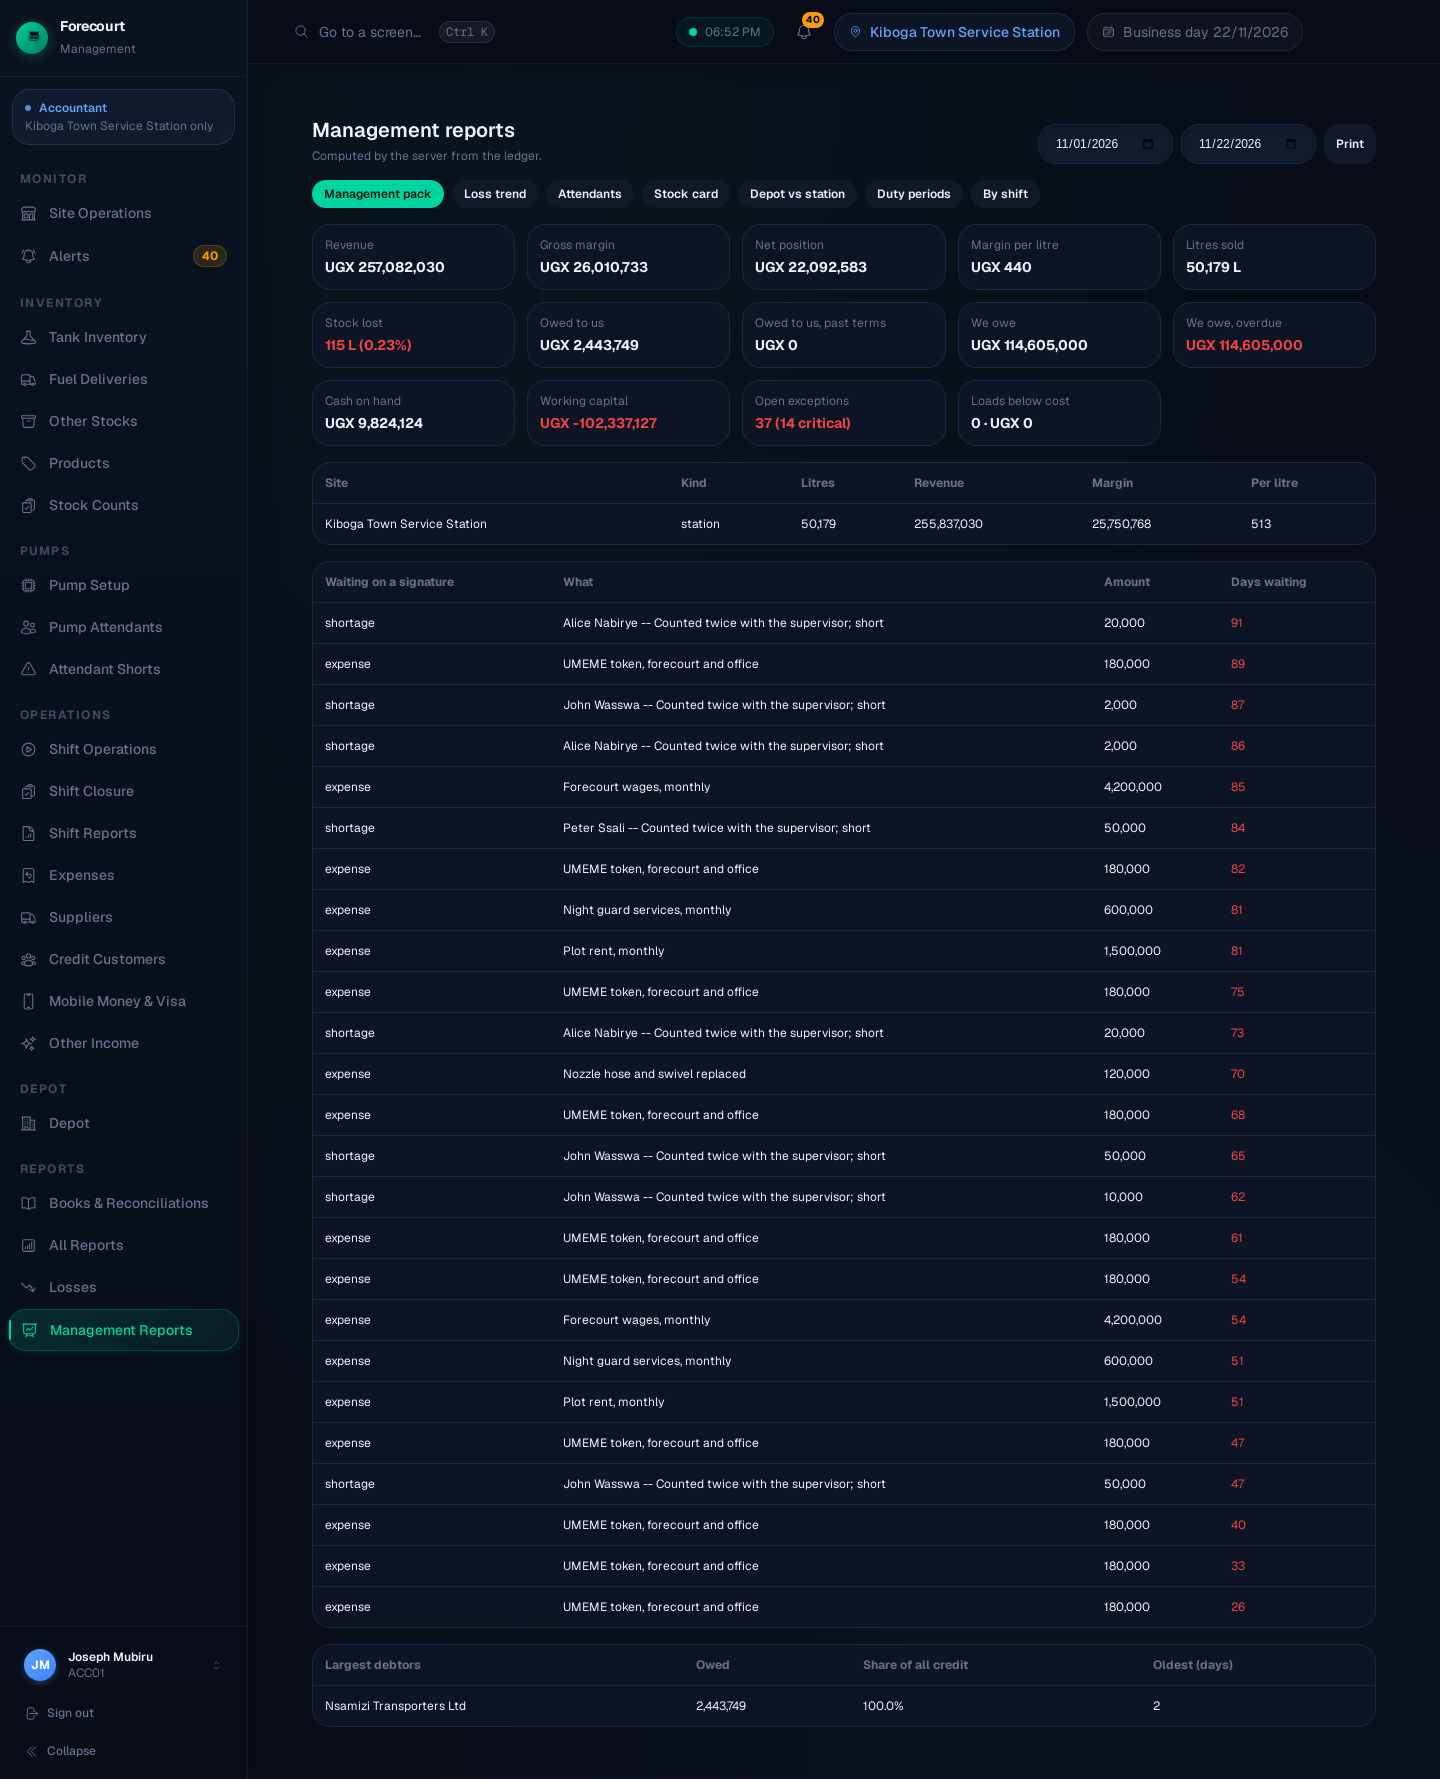 Forecourt
Management
Go to a screen...
Ctrl K
06:52 PM
40
Kiboga Town Service Station
Business day 22/11/2026
Accountant
Kiboga Town Service Station only
MONITOR
Site Operations
Alerts
40
INVENTORY
Tank Inventory
Fuel Deliveries
Other Stocks
Products
Stock Counts
PUMPS
Pump Setup
Pump Attendants
Attendant Shorts
OPERATIONS
Shift Operations
Shift Closure
Shift Reports
Expenses
Suppliers
Credit Customers
Mobile Money & Visa
Other Income
DEPOT
Depot
REPORTS
Books & Reconciliations
All Reports
Losses
Management Reports
JM
Joseph Mubiru
ACC01
Sign out
Collapse
Management reports
Computed by the server from the ledger.
11/01/2026
11/22/2026
Print
Management pack
Loss trend
Attendants
Stock card
Depot vs station
Duty periods
By shift
Revenue
UGX 257,082,030
Gross margin
UGX 26,010,733
Net position
UGX 22,092,583
Margin per litre
UGX 440
Litres sold
50,179 L
Stock lost
115 L (0.23%)
Owed to us
UGX 2,443,749
Owed to us, past terms
UGX 0
We owe
UGX 114,605,000
We owe, overdue
UGX 114,605,000
Cash on hand
UGX 9,824,124
Working capital
UGX -102,337,127
Open exceptions
37 (14 critical)
Loads below cost
0 · UGX 0
Site Kind Litres Revenue Margin Per litre
Kiboga Town Service Station station 50,179 255,837,030 25,750,768 513
Waiting on a signature What Amount Days waiting
shortage Alice Nabirye -- Counted twice with the supervisor; short 20,000 91
expense UMEME token, forecourt and office 180,000 89
shortage John Wasswa -- Counted twice with the supervisor; short 2,000 87
shortage Alice Nabirye -- Counted twice with the supervisor; short 2,000 86
expense Forecourt wages, monthly 4,200,000 85
shortage Peter Ssali -- Counted twice with the supervisor; short 50,000 84
expense UMEME token, forecourt and office 180,000 82
expense Night guard services, monthly 600,000 81
expense Plot rent, monthly 1,500,000 81
expense UMEME token, forecourt and office 180,000 75
shortage Alice Nabirye -- Counted twice with the supervisor; short 20,000 73
expense Nozzle hose and swivel replaced 120,000 70
expense UMEME token, forecourt and office 180,000 68
shortage John Wasswa -- Counted twice with the supervisor; short 50,000 65
shortage John Wasswa -- Counted twice with the supervisor; short 10,000 62
expense UMEME token, forecourt and office 180,000 61
expense UMEME token, forecourt and office 180,000 54
expense Forecourt wages, monthly 4,200,000 54
expense Night guard services, monthly 600,000 51
expense Plot rent, monthly 1,500,000 51
expense UMEME token, forecourt and office 180,000 47
shortage John Wasswa -- Counted twice with the supervisor; short 50,000 47
expense UMEME token, forecourt and office 180,000 40
expense UMEME token, forecourt and office 180,000 33
expense UMEME token, forecourt and office 180,000 26
Largest debtors Owed Share of all credit Oldest (days)
Nsamizi Transporters Ltd 2,443,749 100.0% 2